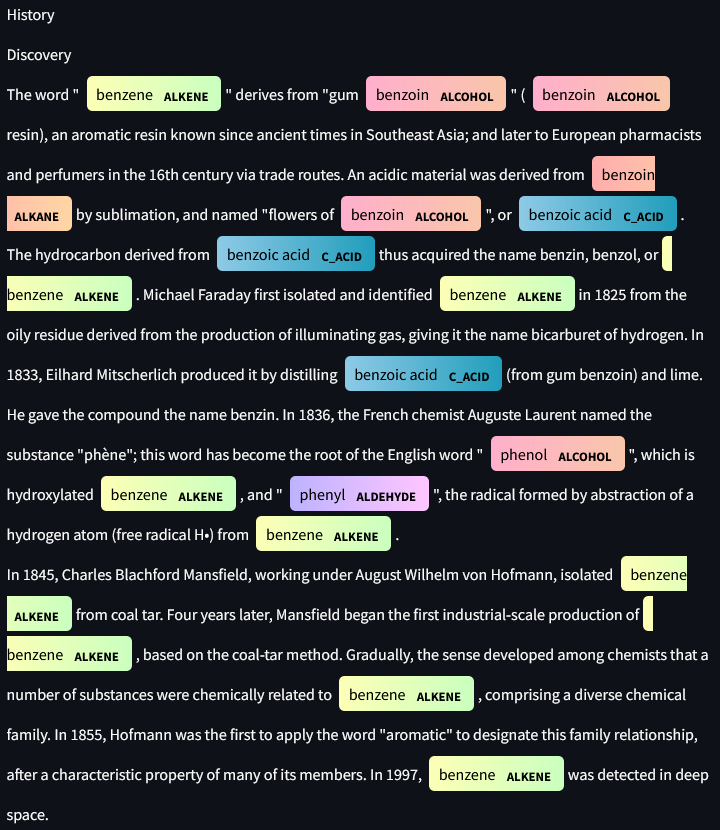 History
Discovery
The word " benzene ALKENE " derives from "gum benzoin ALCOHOL " ( benzoin ALCOHOL
resin), an aromatic resin known since ancient times in Southeast Asia; and later to European pharmacists
and perfumers in the 16th century via trade routes. An acidic material was derived from benzoin
ALKANE by sublimation, and named "flowers of benzoin ALCOHOL ", or benzoic acid C_ACID .
The hydrocarbon derived from benzoic acid C_ACID thus acquired the name benzin, benzol, or
benzene ALKENE . Michael Faraday first isolated and identified benzene ALKENE in 1825 from the
oily residue derived from the production of illuminating gas, giving it the name bicarburet of hydrogen. In
1833, Eilhard Mitscherlich produced it by distilling benzoic acid C_ACID (from gum benzoin) and lime.
He gave the compound the name benzin. In 1836, the French chemist Auguste Laurent named the
substance "phène"; this word has become the root of the English word " phenol ALCOHOL ", which is
hydroxylated benzene ALKENE , and " phenyl ALDEHYDE ", the radical formed by abstraction of a
hydrogen atom (free radical H•) from benzene ALKENE .
In 1845, Charles Blachford Mansfield, working under August Wilhelm von Hofmann, isolated benzene
ALKENE from coal tar. Four years later, Mansfield began the first industrial-scale production of
benzene ALKENE , based on the coal-tar method. Gradually, the sense developed among chemists that a
number of substances were chemically related to benzene ALKENE , comprising a diverse chemical
family. In 1855, Hofmann was the first to apply the word "aromatic" to designate this family relationship,
after a characteristic property of many of its members. In 1997, benzene ALKENE was detected in deep
space.